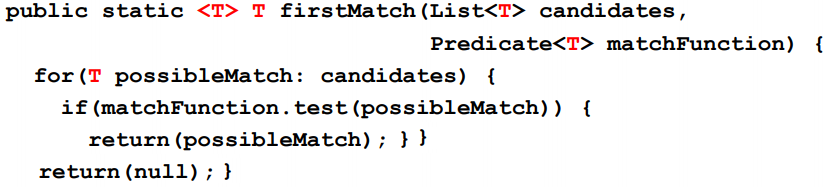 public static <T> T firstMatch(List<T> candidates,
Predicate<T> matchFunction) {
for(T possibleMatch: candidates) {
if(matchFunction.test(possibleMatch)) {
return(possibleMatch); } }
return(null); }